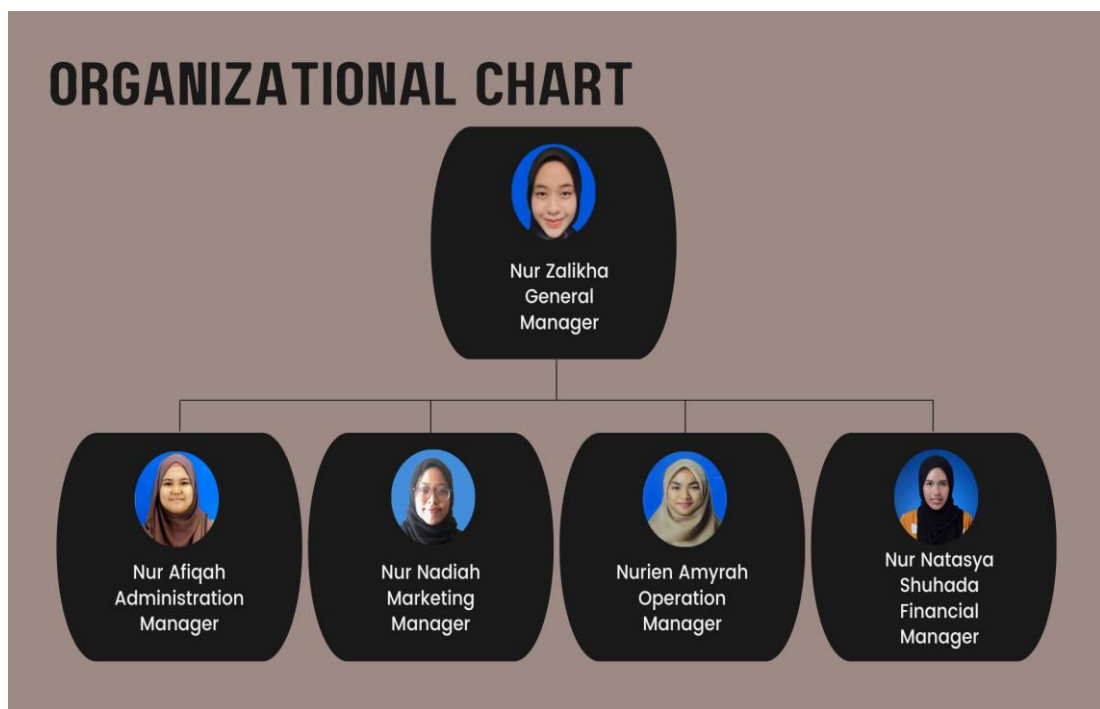 ORGANIZATIONAL CHART
Nur Zalikha
General
Manager
Nur Afiqah
Administration
Manager
Nur Nadiah
Marketing
Manager
Nurien Amyrah
Operation
Manager
Nur Natasya
Shuhada
Financial
Manager